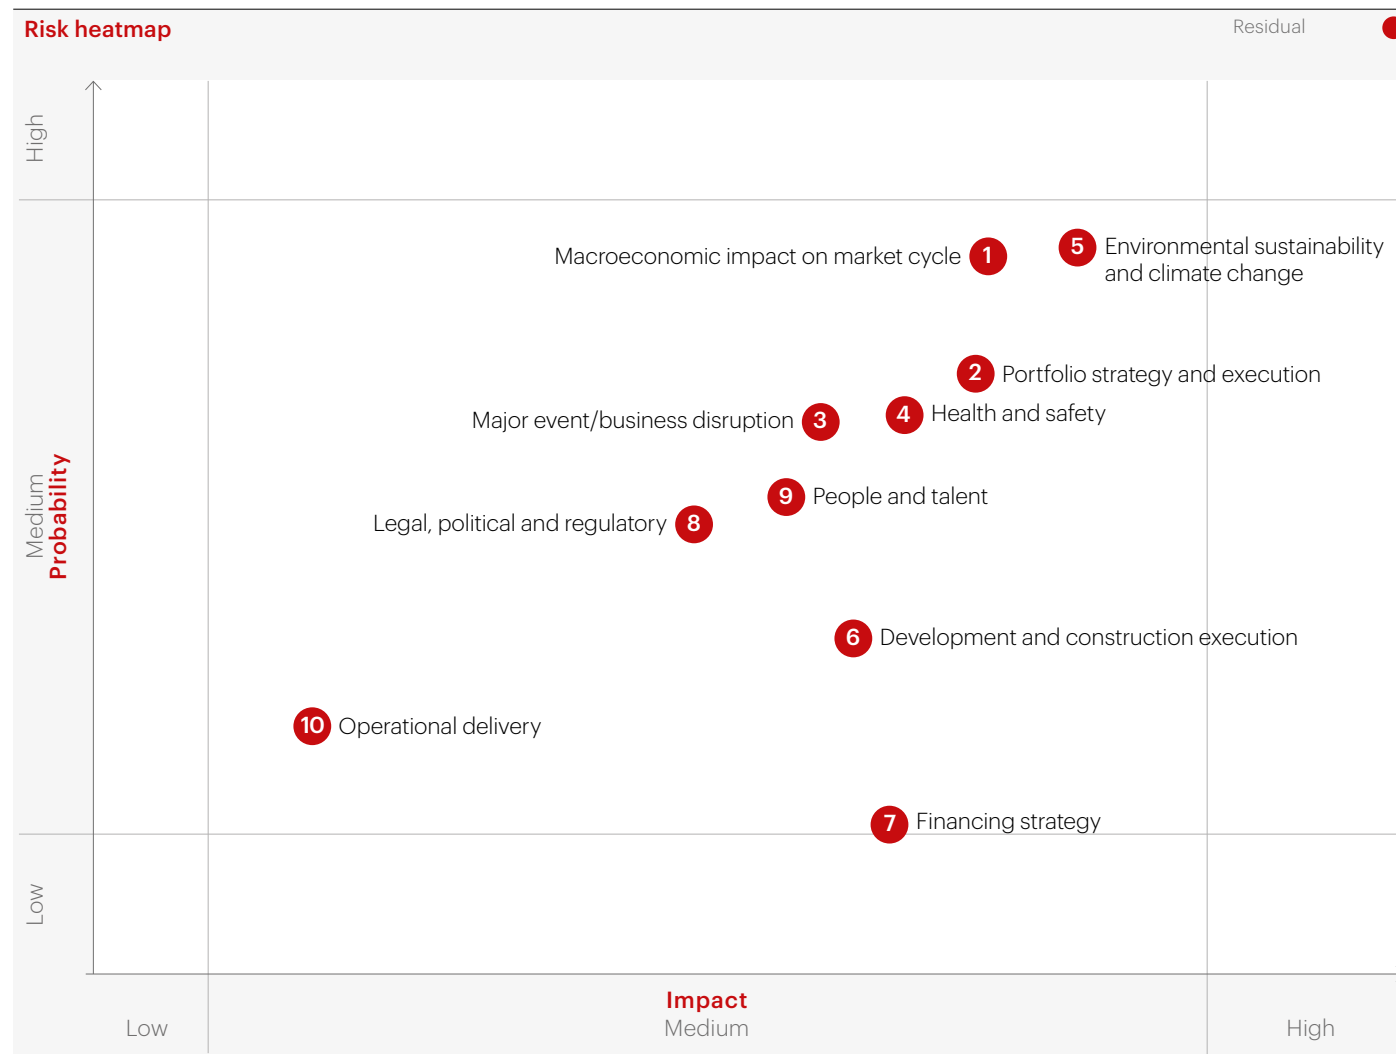 Risk heatmap
Residual
High
Medium
Probability
Low
Macroeconomic impact on market cycle 1
5 Environmental sustainability
and climate change
2 Portfolio strategy and execution
Major event/business disruption 3
4 Health and safety
9 People and talent
Legal, political and regulatory 8
6 Development and construction execution
10 Operational delivery
7 Financing strategy
Impact
Low
Medium
High